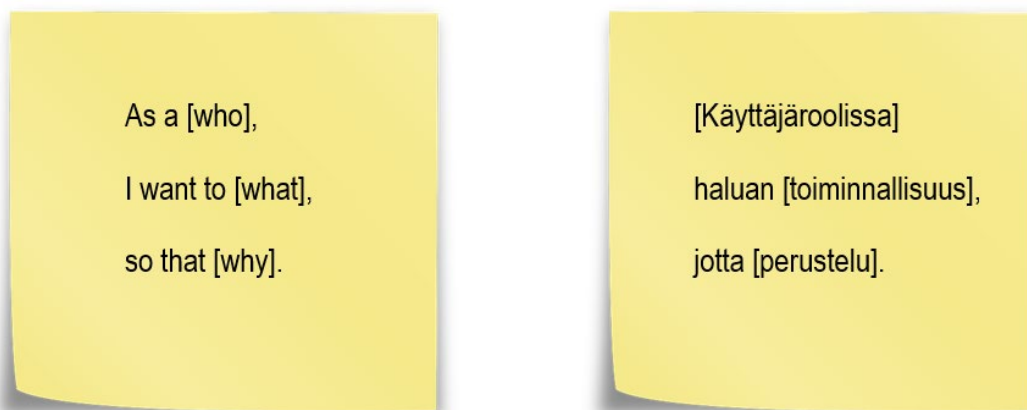 As a [who],
I want to [what],
so that [why].
[Käyttäjäroolissa]
haluan [toiminnallisuus],
jotta [perustelu].